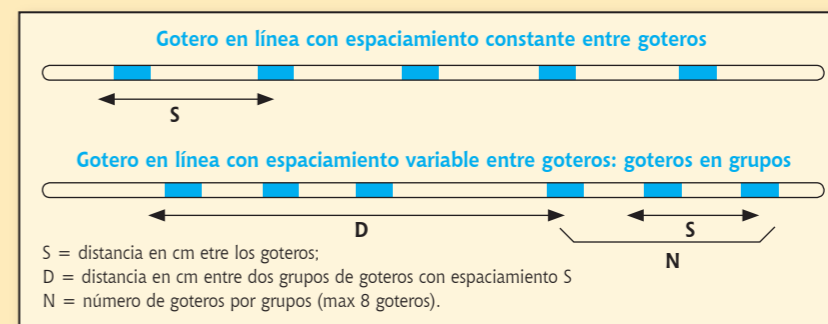 Gotero en línea con espaciamiento constante entre goteros
S
Gotero en línea con espaciamiento variable entre goteros: goteros en grupos
D
S
N
S = distancia en cm etre los goteros;
D = distancia en cm entre dos grupos de goteros con espaciamiento S
N = número de goteros por grupos (max 8 goteros).